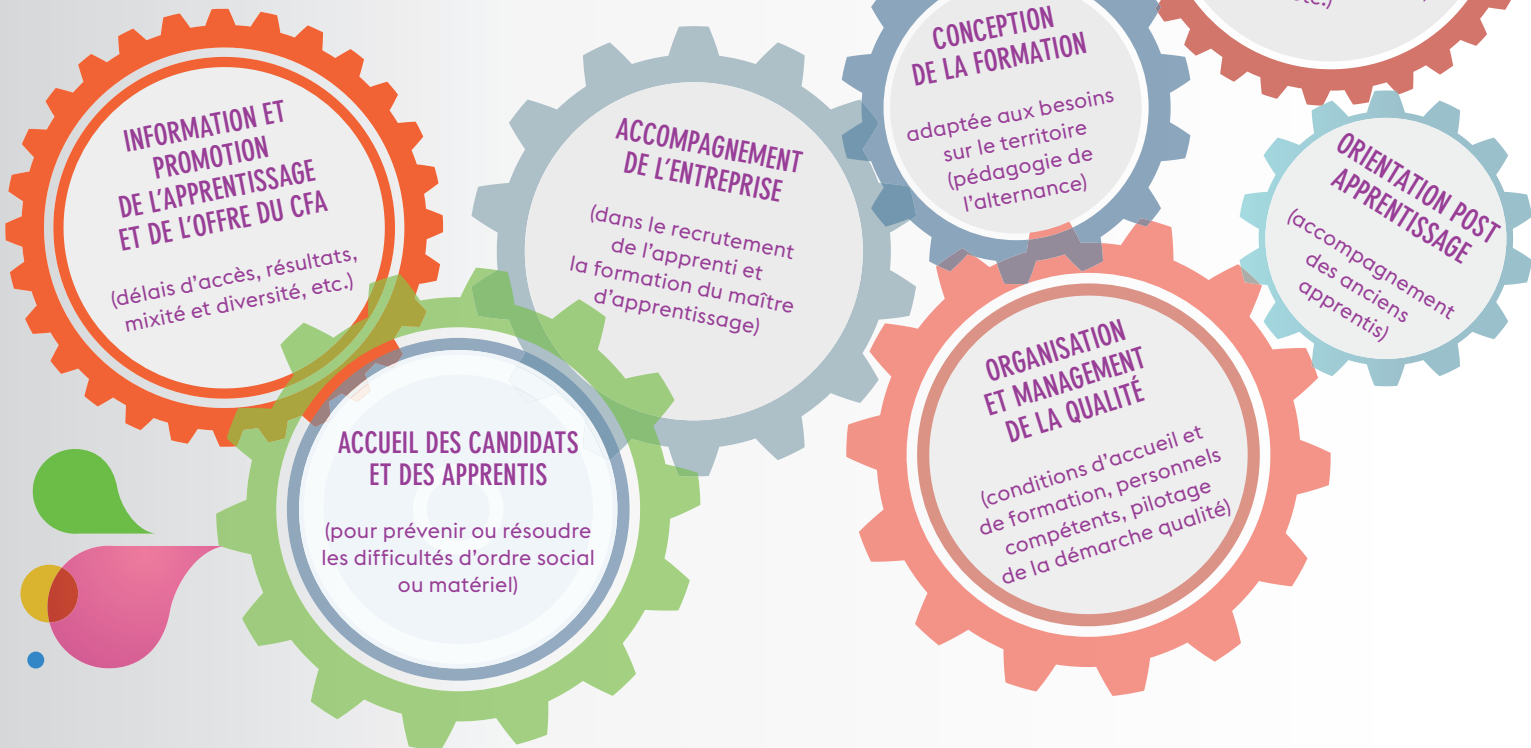 INFORMATION ET
PROMOTION
DE L'APPRENTISSAGE
ET DE L'OFFRE DU CFA
(délais d'accès, résultats,
mixité et diversité, etc.)
ACCUEIL DES CANDIDATS
ET DES APPRENTIS
(pour prévenir ou résoudre
les difficultés d'ordre social
ou matériel)
ACCOMPAGNEMENT
DE L'ENTREPRISE
(dans le recrutement
de l'apprenti et
la formation du maître
d'apprentissage)
CONCEPTION
DE LA FORMATION
adaptée aux besoins
sur le territoire
(pédagogie de
l'alternance)
ORGANISATION
ET MANAGEMENT
DE LA QUALITÉ
(conditions d'accueil et
de formation, personnels
compétents, pilotage
de la démarche qualité)
ORIENTATION POST
APPRENTISSAGE
(accompagnement
des anciens
apprentis)